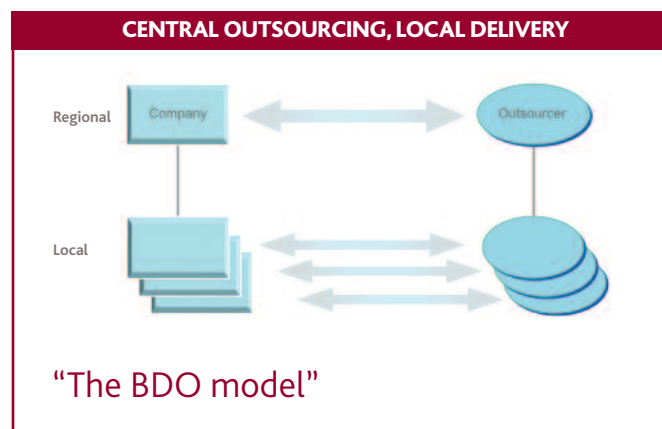 CENTRAL OUTSOURCING, LOCAL DELIVERY
Regional
Company
Outsourcer
Local
“The BDO model”